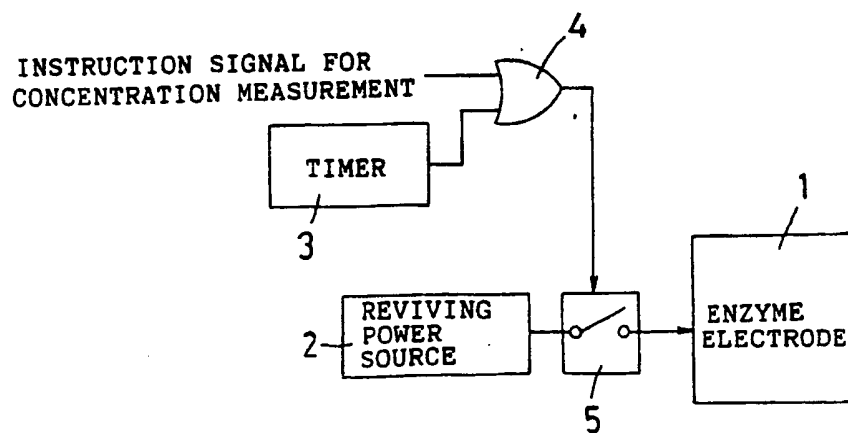 4
INSTRUCTION SIGNAL FOR
CONCENTRATION MEASUREMENT
TIMER
3
1
REVIVING
POWER
SOURCE
2
5
ENZYME
ELECTRODE